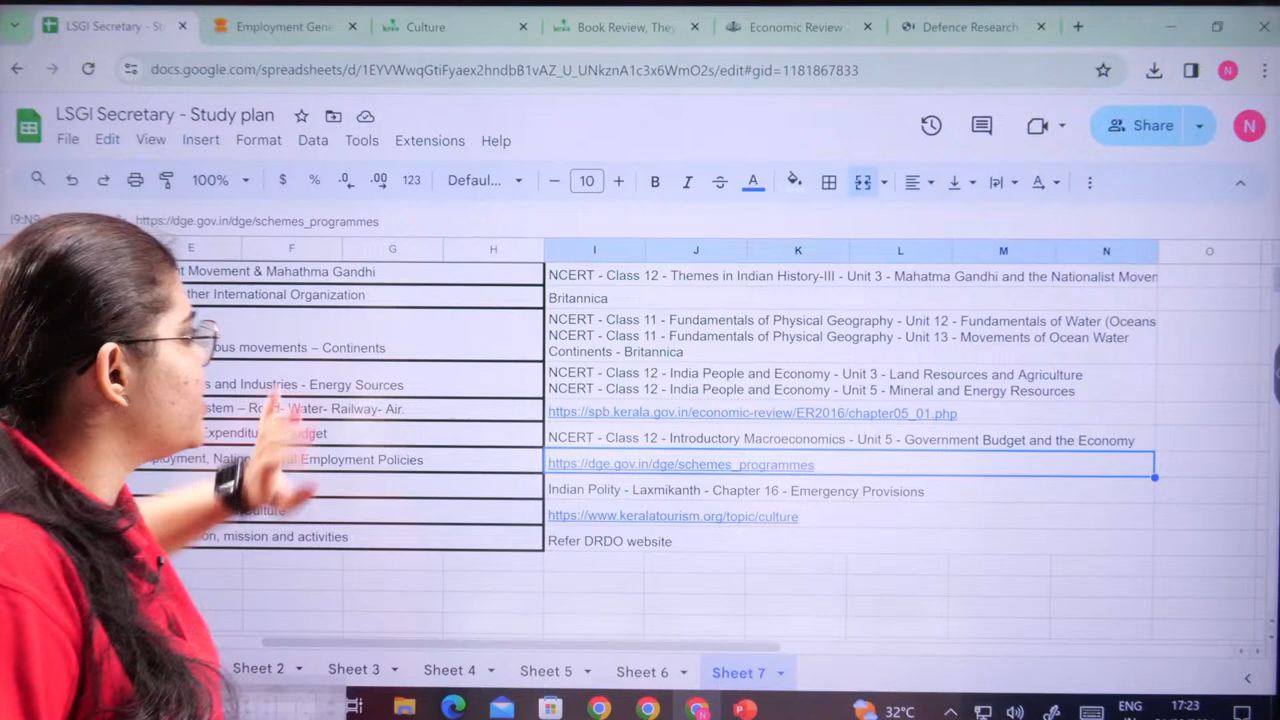 LSGI Secretary - St
Employment Gene
Culture
Book Review, The
Economic Review
Defence Research
docs.google.com/spreadsheets/d/1EYVWwqGtiFyaex2hndbB1vAZ_U_UNkznA1c3x6WmO2s/edit#gid=1181867833
N
LSGI Secretary - Study plan
File Edit View Insert Format Data Tools Extensions Help
Share
N
100% $ % .0 .00 123 Defaul... 10 B I A A
https://dge.gov.in/dge/schemes_programmes
E F G H I J K L M N O
t Movement & Mahathma Gandhi
NCERT - Class 12 - Themes in Indian History-III - Unit 3 - Mahatma Gandhi and the Nationalist Movem
ther International Organization
Britannica
ous movements – Continents
NCERT - Class 11 - Fundamentals of Physical Geography - Unit 12 - Fundamentals of Water (Oceans
NCERT - Class 11 - Fundamentals of Physical Geography - Unit 13 - Movements of Ocean Water
Continents - Britannica
s and Industries - Energy Sources
NCERT - Class 12 - India People and Economy - Unit 3 - Land Resources and Agriculture
NCERT - Class 12 - India People and Economy - Unit 5 - Mineral and Energy Resources
stem – Road- Water- Railway- Air.
https://spb.kerala.gov.in/economic-review/ER2016/chapter05_01.php
Expenditu Budget
NCERT - Class 12 - Introductory Macroeconomics - Unit 5 - Government Budget and the Economy
ployment, Nation al Employment Policies
https://dge.gov.in/dge/schemes_programmes
Indian Polity - Laxmikanth - Chapter 16 - Emergency Provisions
Culture
https://www.keralatourism.org/topic/culture
on, mission and activities
Refer DRDO website
Sheet 2 Sheet 3 Sheet 4 Sheet 5 Sheet 6 Sheet 7
32°C
ENG
17:23